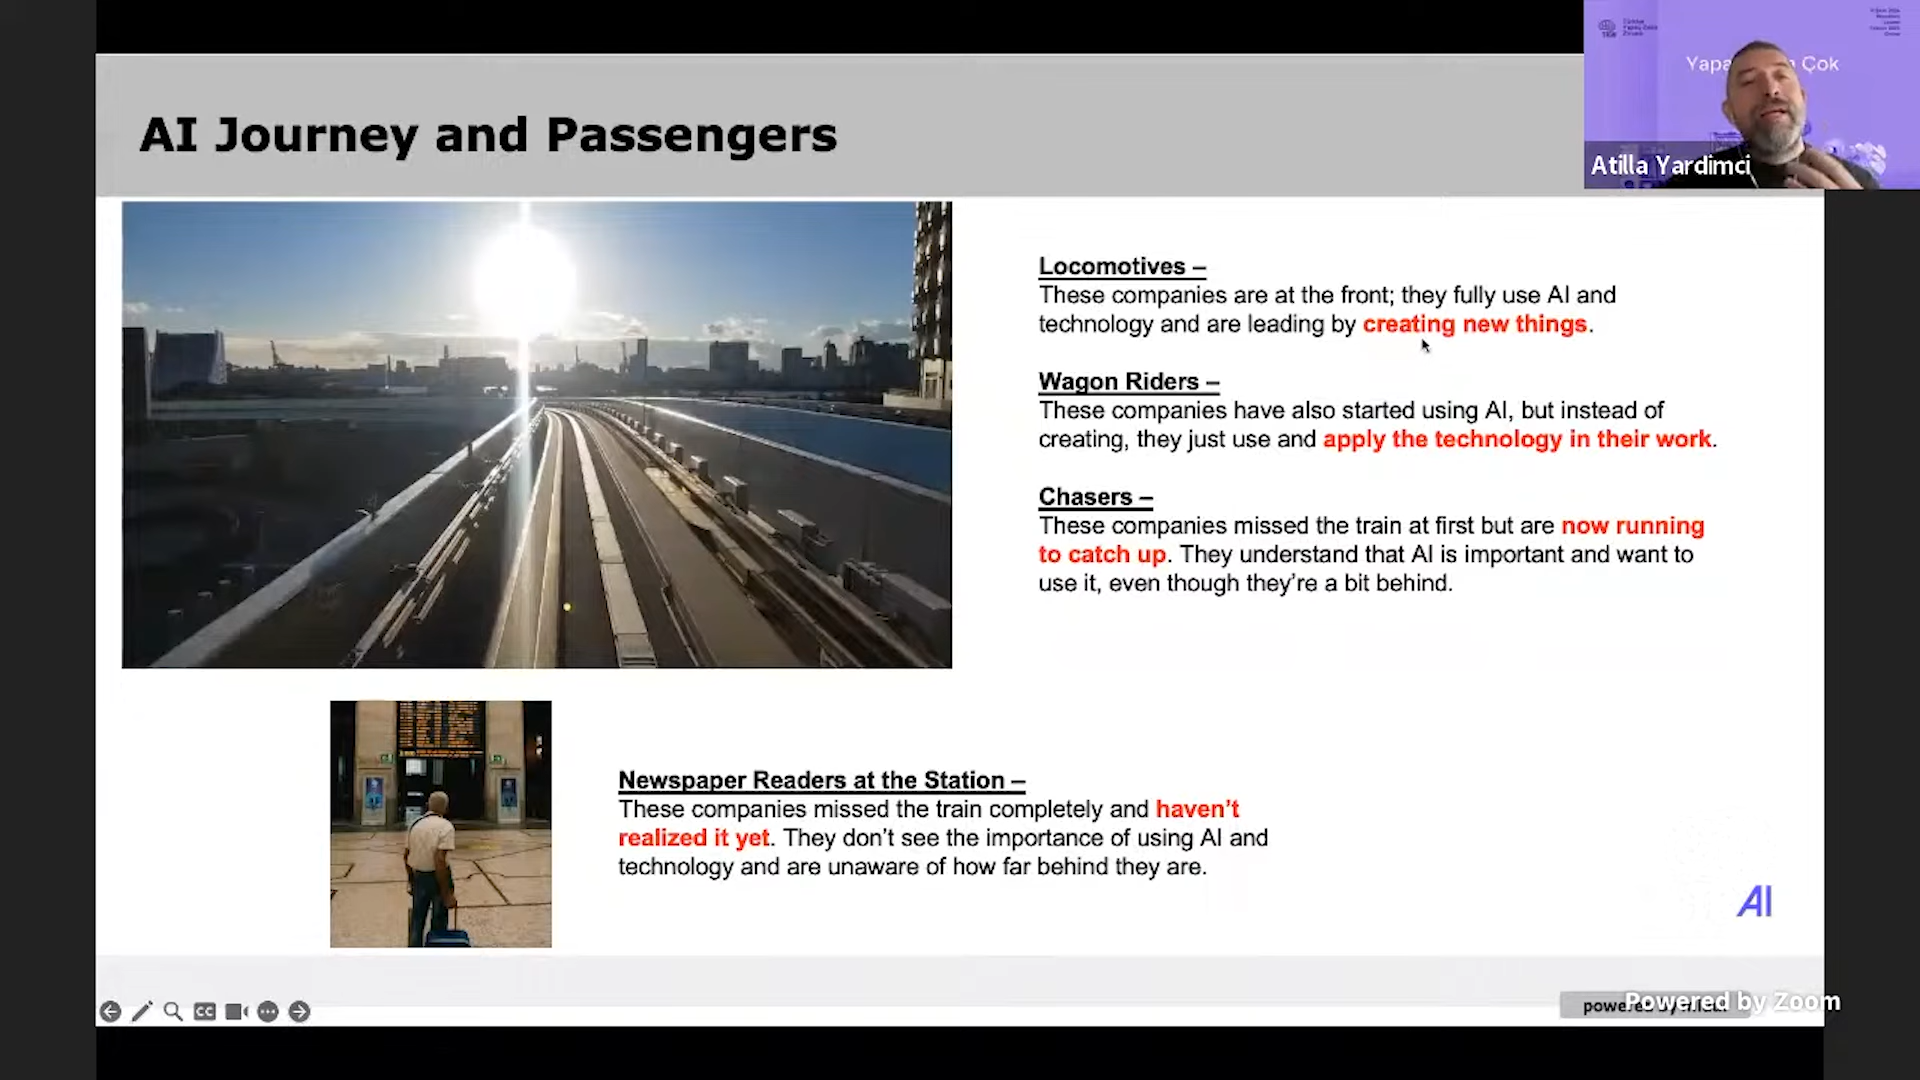 AI Journey and Passengers
Yapa Çok
Atilla Yardimci
Locomotives –
These companies are at the front; they fully use AI and
technology and are leading by creating new things.
Wagon Riders –
These companies have also started using AI, but instead of
creating, they just use and apply the technology in their work.
Chasers –
These companies missed the train at first but are now running
to catch up. They understand that AI is important and want to
use it, even though they’re a bit behind.
Newspaper Readers at the Station –
These companies missed the train completely and haven’t
realized it yet. They don’t see the importance of using AI and
technology and are unaware of how far behind they are.
AI
CC
Powered by Zoom